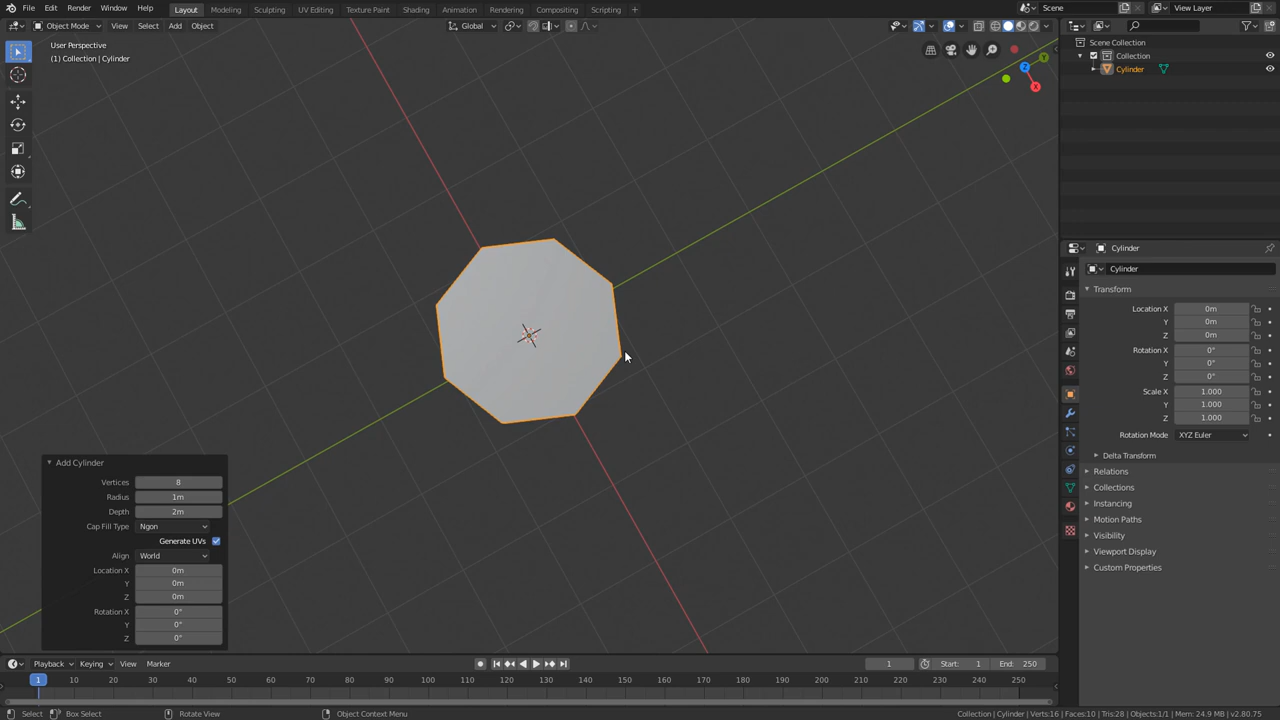 File Edit Render Window Help Layout Modeling Sculpting UV Editing Texture Paint Shading Animation Rendering Compositing Scripting + Scene View Layer
Object Mode View Select Add Object Global
User Perspective
(1) Collection | Cylinder
Z
Y
X
Scene Collection
Collection
Cylinder
Cylinder
Cylinder
Transform
Location X 0m
Y 0m
Z 0m
Rotation X 0°
Y 0°
Z 0°
Scale X 1.000
Y 1.000
Z 1.000
Rotation Mode XYZ Euler
Delta Transform
Relations
Collections
Instancing
Motion Paths
Visibility
Viewport Display
Custom Properties
Add Cylinder
Vertices 8
Radius 1m
Depth 2m
Cap Fill Type Ngon
Generate UVs
Align World
Location X 0m
Y 0m
Z 0m
Rotation X 0°
Y 0°
Z 0°
Playback Keying View Marker 1 Start: 1 End: 250
1 10 20 30 40 50 60 70 80 90 100 110 120 130 140 150 160 170 180 190 200 210 220 230 240 250
Select Box Select Rotate View Object Context Menu Collection | Cylinder | Verts:16 | Faces:10 | Tris:28 | Objects:1/1 | Mem: 24.9 MB | v2.80.75